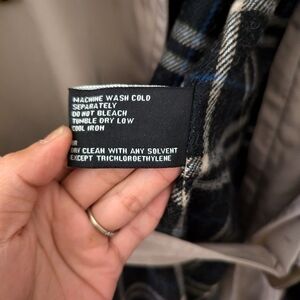 MACHINE WASH COLD
SEPARATELY
DO NOT BLEACH
TUMBLE DRY LOW
COOL IRON
OR
DRY CLEAN WITH ANY SOLVENT
EXCEPT TRICHLOROETHYLENE